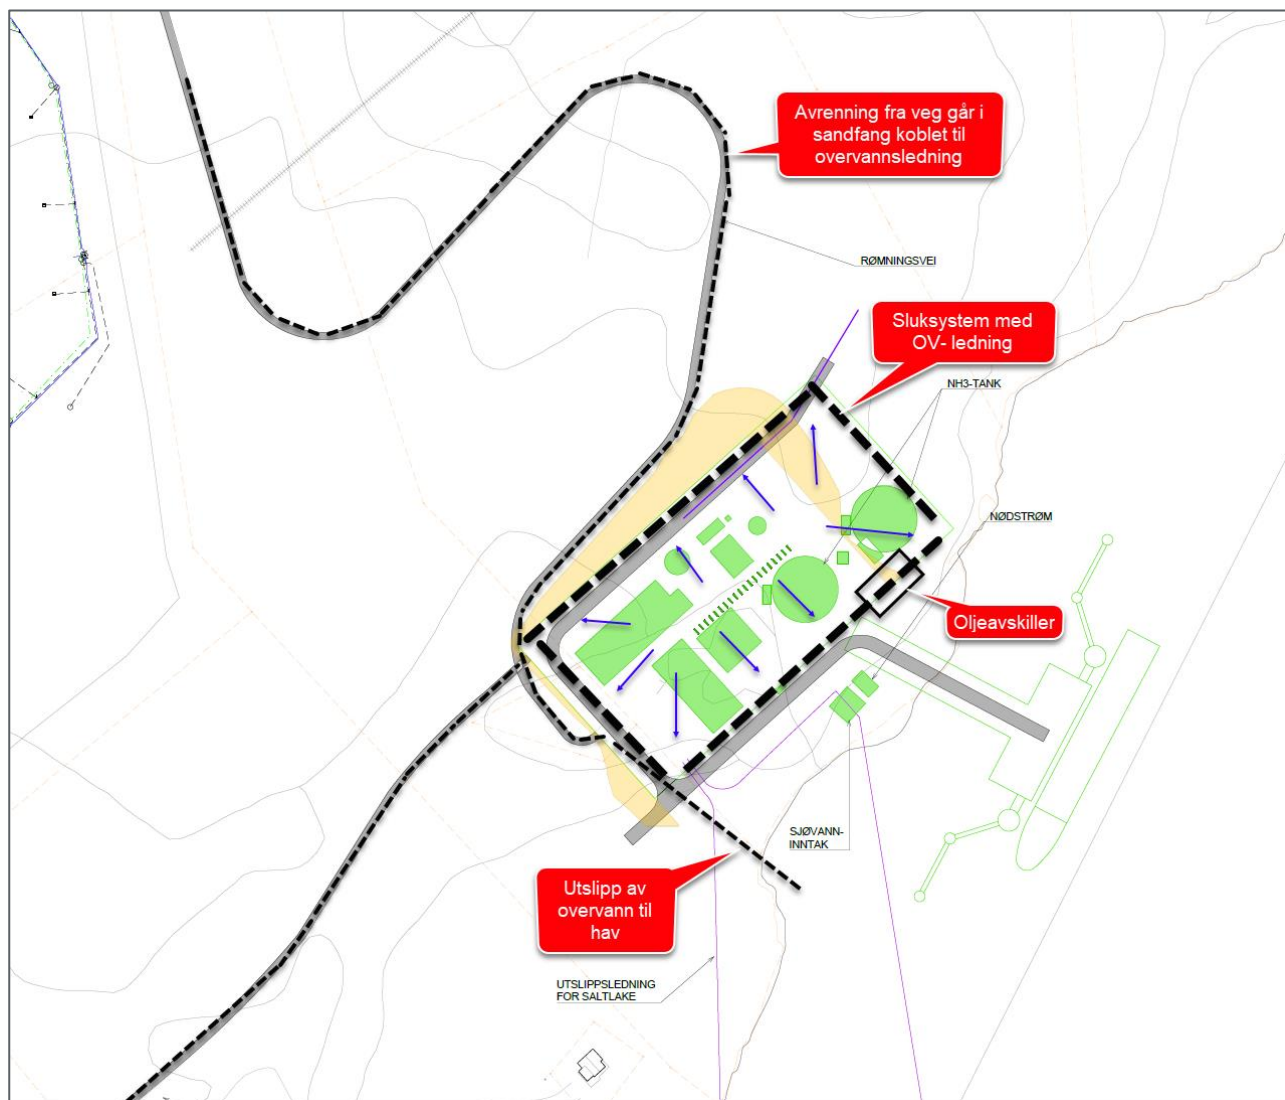 Avrenning fra veg går i
sandfang koblet til
overvannsledning
RØMNINGSVEI
Sluksystem med
OV- ledning
NH3-TANK
NØDSTRØM
Oljeavskiller
SJØVANN-
INNTAK
Utslipp av
overvann til
hav
UTSLIPPSLEDNING
FOR SALTLAKE